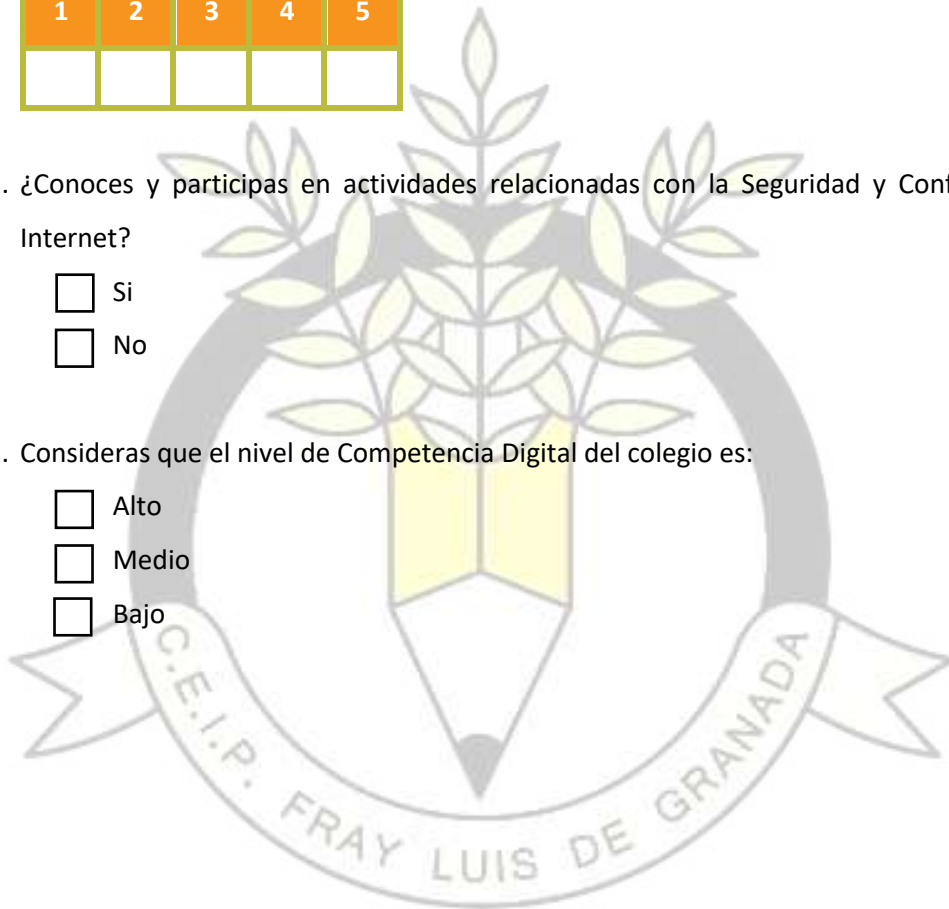 1 2 3 4 5
. ¿Conoces y participas en actividades relacionadas con la Seguridad y
Internet?
Si
No
. Consideras que el nivel de Competencia Digital del colegio es:
Alto
Medio
Bajo
C.E.I.P. FRAY LUIS DE GRANADA